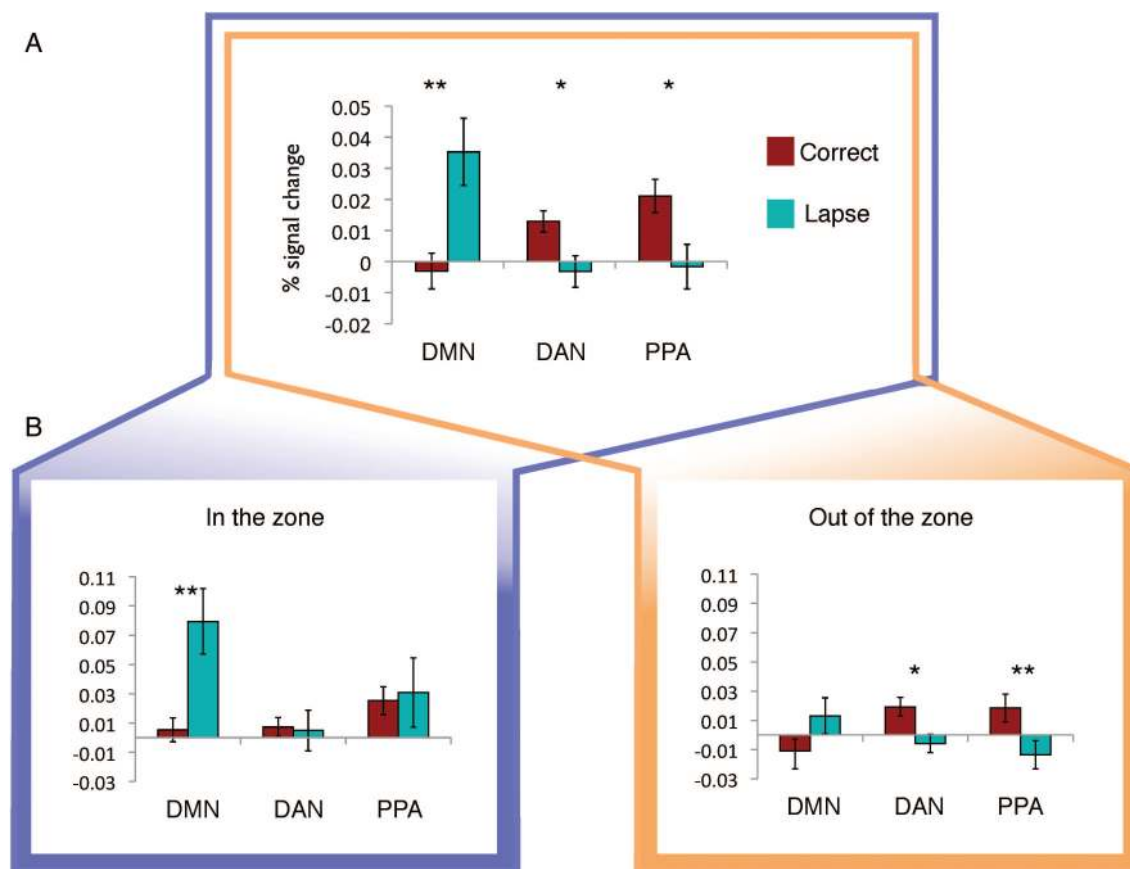 A
** * *
0.05
0.04
0.03
0.02
0.01
0
-0.01
-0.02
% signal change
Correct
Lapse
DMN DAN PPA
B
In the zone
0.11
0.09
0.07
0.05
0.03
0.01
-0.01
-0.03
**
DMN DAN PPA
Out of the zone
0.11
0.09
0.07
0.05
0.03
0.01
-0.01
-0.03
* **
DMN DAN PPA